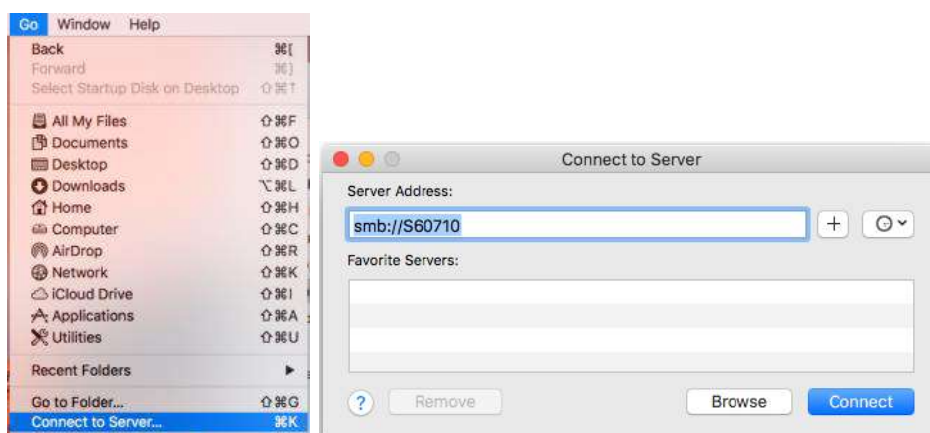 Go Window Help
Back ⌘[
Forward ⌘]
Select Startup Disk on Desktop ⇧⌘↑
All My Files ⇧⌘F
Documents ⇧⌘O
Desktop ⇧⌘D
Downloads ⌥⌘L
Home ⇧⌘H
Computer ⇧⌘C
AirDrop ⇧⌘R
Network ⇧⌘K
iCloud Drive ⇧⌘I
Applications ⇧⌘A
Utilities ⇧⌘U
Recent Folders ▶
Go to Folder... ⇧⌘G
Connect to Server... ⌘K
Connect to Server
Server Address:
smb://S60710
+
Favorite Servers:
? Remove Browse Connect